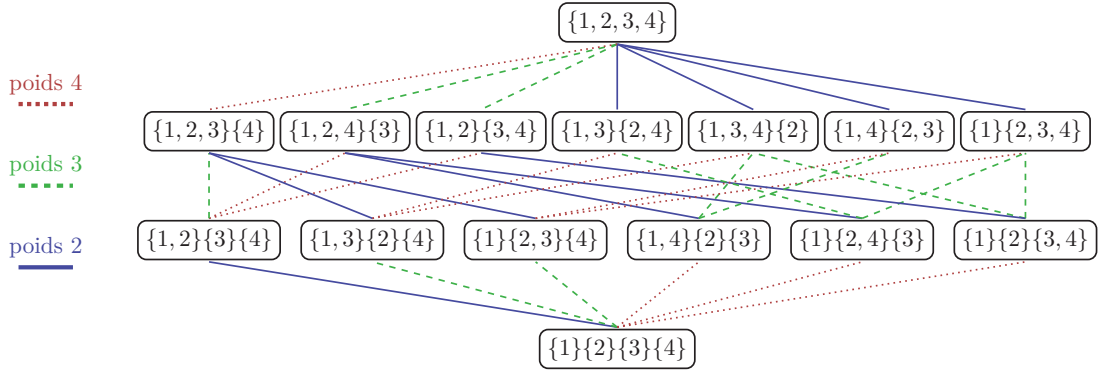 {1, 2, 3, 4}
poids 4
{1, 2, 3}{4} {1, 2, 4}{3} {1, 2}{3, 4} {1, 3}{2, 4} {1, 3, 4}{2} {1, 4}{2, 3} {1}{2, 3, 4}
poids 3
{1, 2}{3}{4} {1, 3}{2}{4} {1}{2, 3}{4} {1, 4}{2}{3} {1}{2, 4}{3} {1}{2}{3, 4}
poids 2
{1}{2}{3}{4}